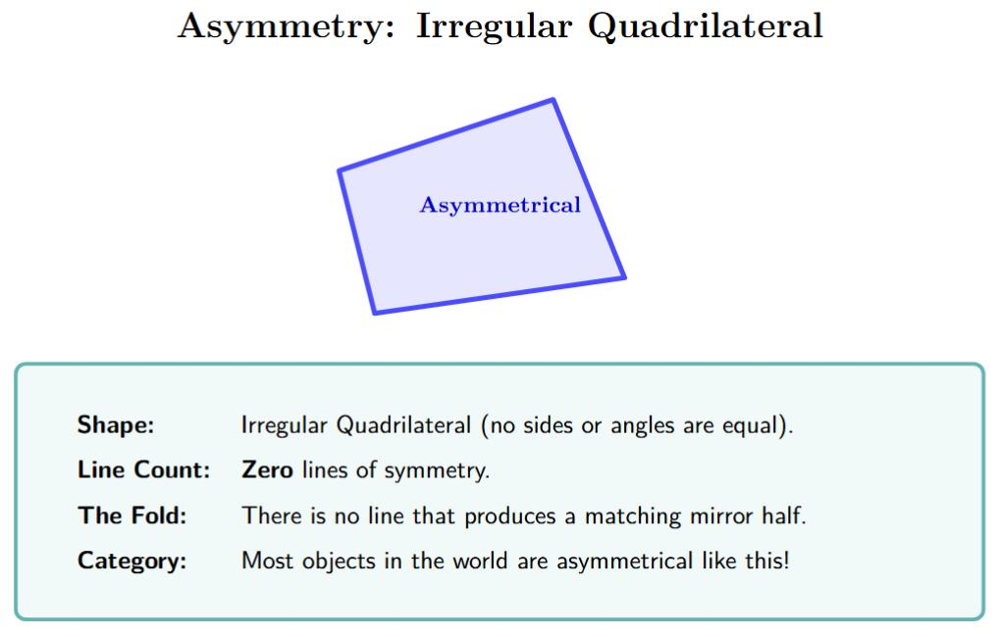 Asymmetry: Irregular Quadrilateral
Asymmetrical
Shape: Irregular Quadrilateral (no sides or angles are equal).
Line Count: Zero lines of symmetry.
The Fold: There is no line that produces a matching mirror half.
Category: Most objects in the world are asymmetrical like this!